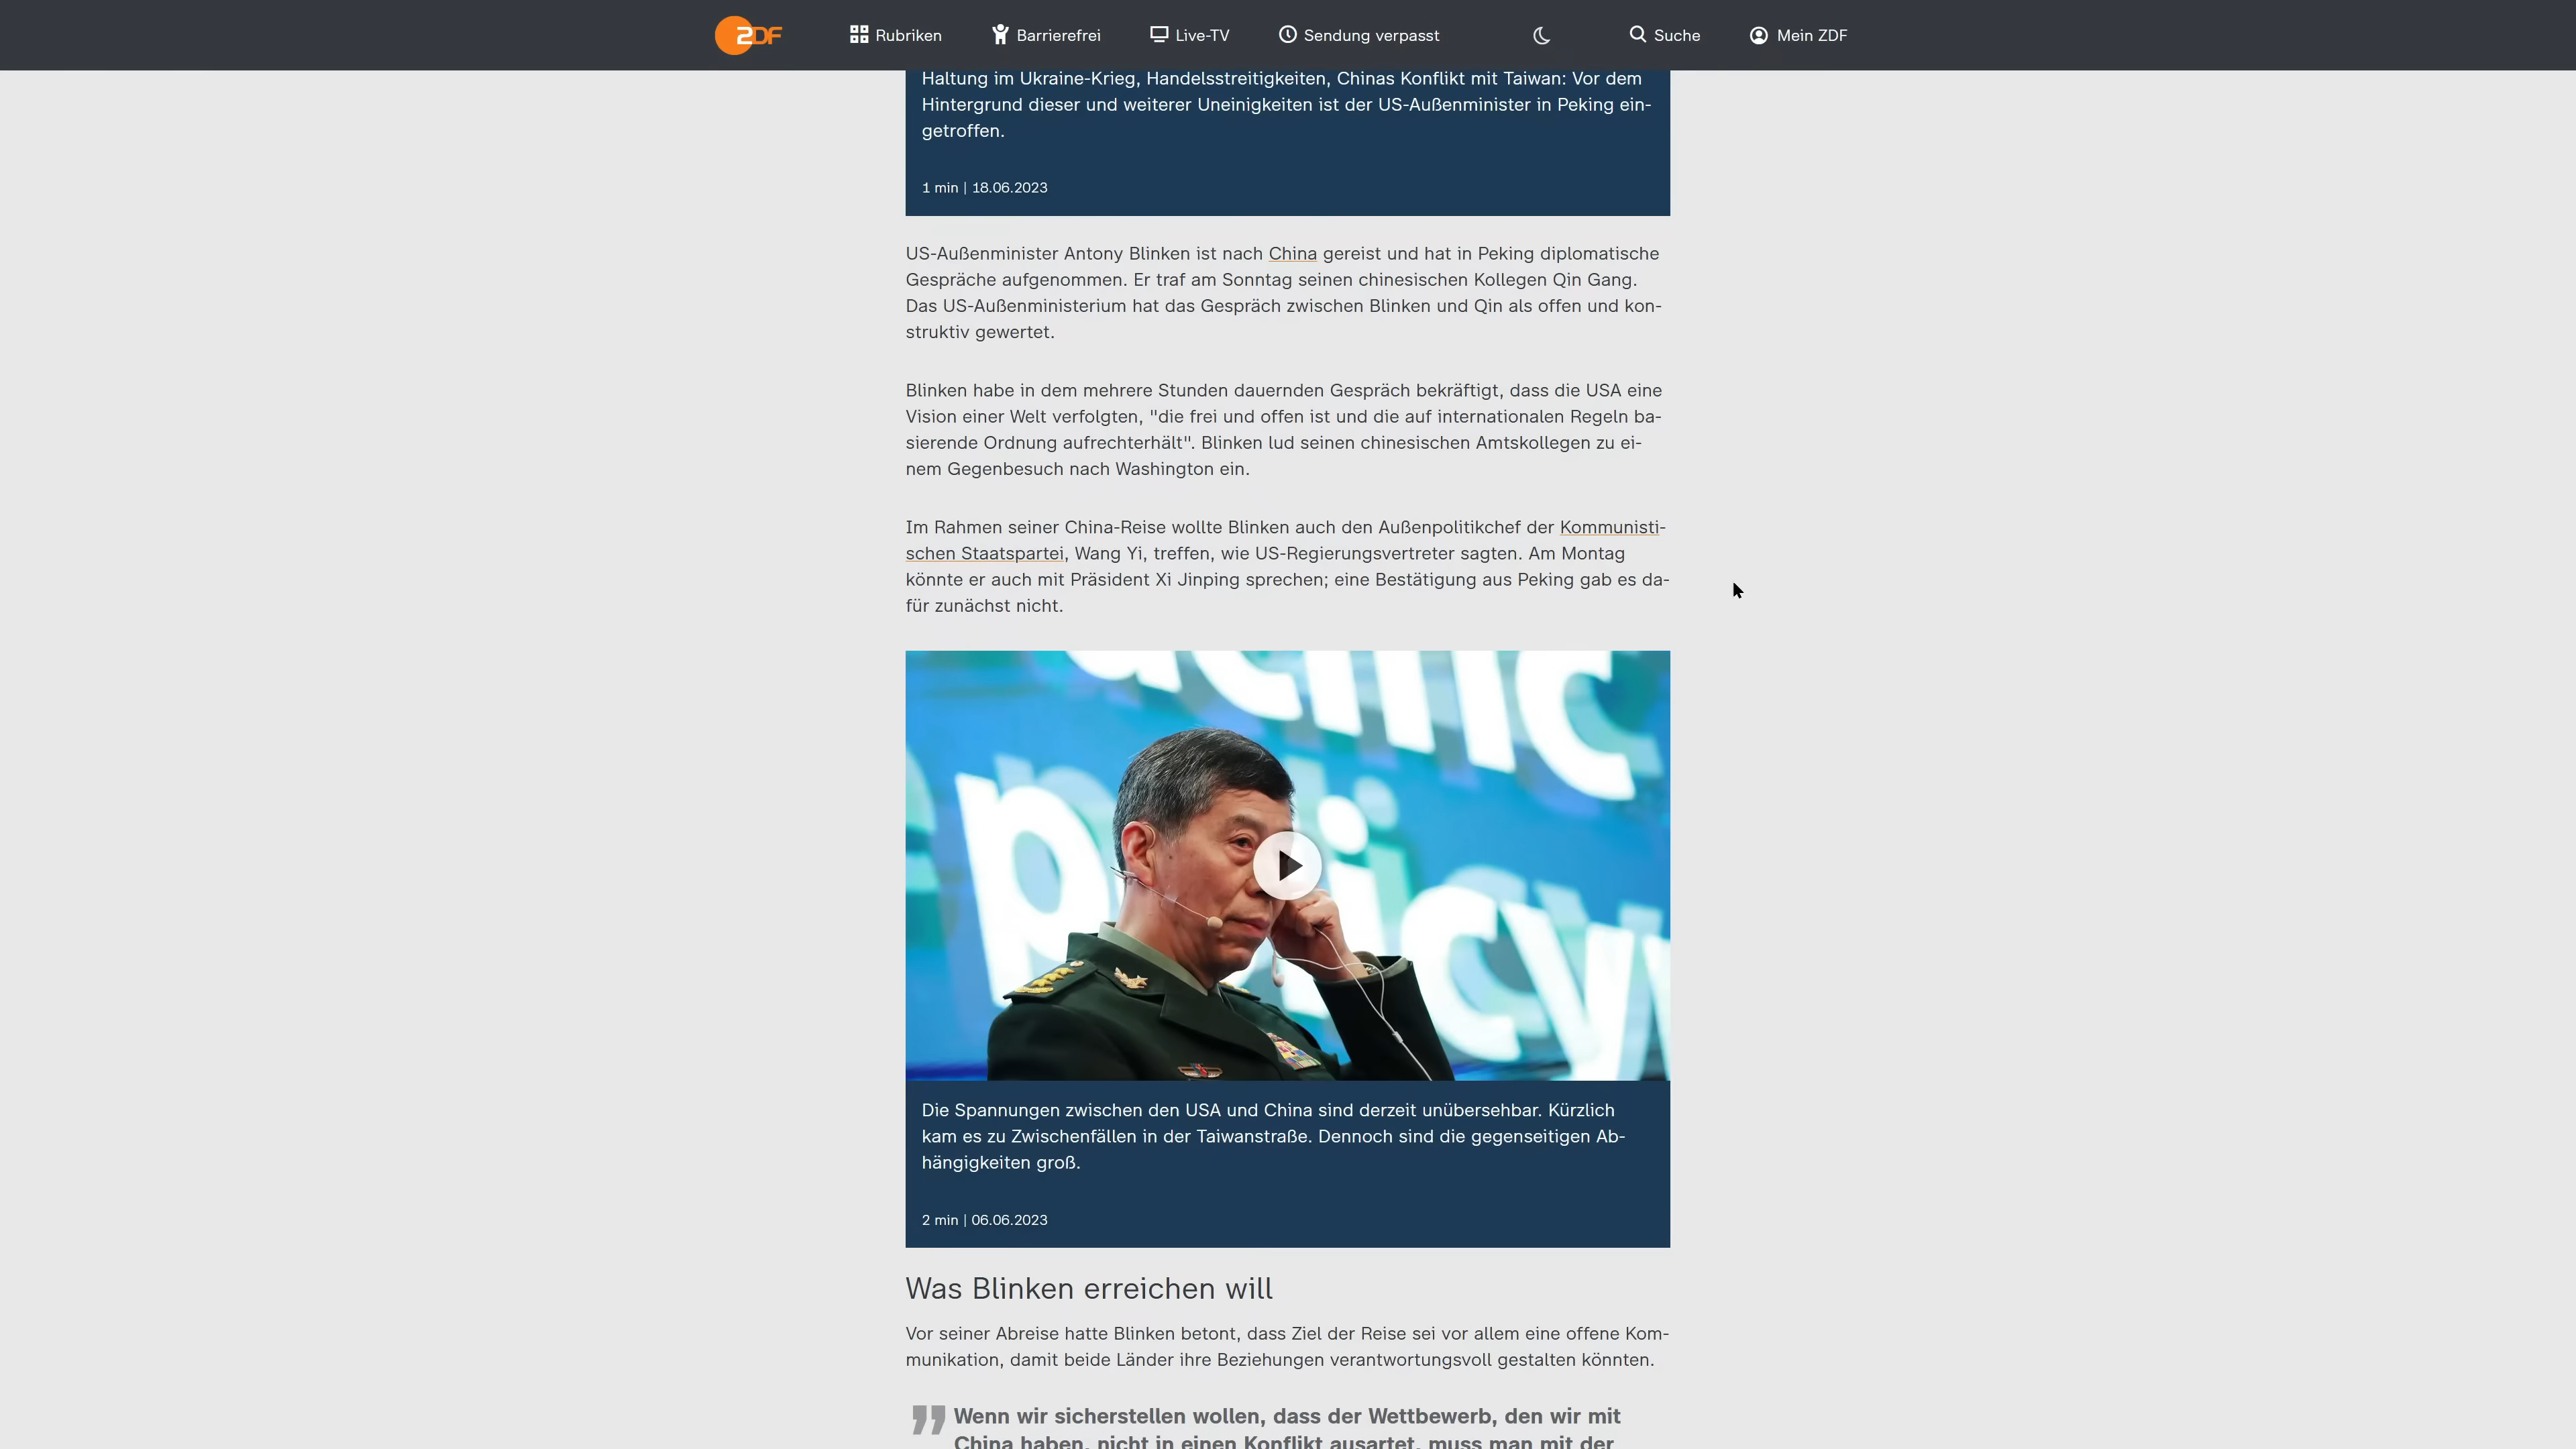 ZDF
Rubriken
Barrierefrei
Live-TV
Sendung verpasst
Suche
Mein ZDF
Haltung im Ukraine-Krieg, Handelsstreitigkeiten, Chinas Konflikt mit Taiwan: Vor dem
Hintergrund dieser und weiterer Uneinigkeiten ist der US-Außenminister in Peking ein-
getroffen.
1 min | 18.06.2023
US-Außenminister Antony Blinken ist nach China gereist und hat in Peking diplomatische
Gespräche aufgenommen. Er traf am Sonntag seinen chinesischen Kollegen Qin Gang.
Das US-Außenministerium hat das Gespräch zwischen Blinken und Qin als offen und kon-
struktiv gewertet.
Blinken habe in dem mehrere Stunden dauernden Gespräch bekräftigt, dass die USA eine
Vision einer Welt verfolgten, "die frei und offen ist und die auf internationalen Regeln ba-
sierende Ordnung aufrechterhält". Blinken lud seinen chinesischen Amtskollegen zu ei-
nem Gegenbesuch nach Washington ein.
Im Rahmen seiner China-Reise wollte Blinken auch den Außenpolitikchef der Kommunisti-
schen Staatspartei, Wang Yi, treffen, wie US-Regierungsvertreter sagten. Am Montag
könnte er auch mit Präsident Xi Jinping sprechen; eine Bestätigung aus Peking gab es da-
für zunächst nicht.
policy
Die Spannungen zwischen den USA und China sind derzeit unübersehbar. Kürzlich
kam es zu Zwischenfällen in der Taiwanstraße. Dennoch sind die gegenseitigen Ab-
hängigkeiten groß.
2 min | 06.06.2023
Was Blinken erreichen will
Vor seiner Abreise hatte Blinken betont, dass Ziel der Reise sei vor allem eine offene Kom-
munikation, damit beide Länder ihre Beziehungen verantwortungsvoll gestalten könnten.
Wenn wir sicherstellen wollen, dass der Wettbewerb, den wir mit
China haben, nicht in einen Konflikt ausartet, muss man mit der